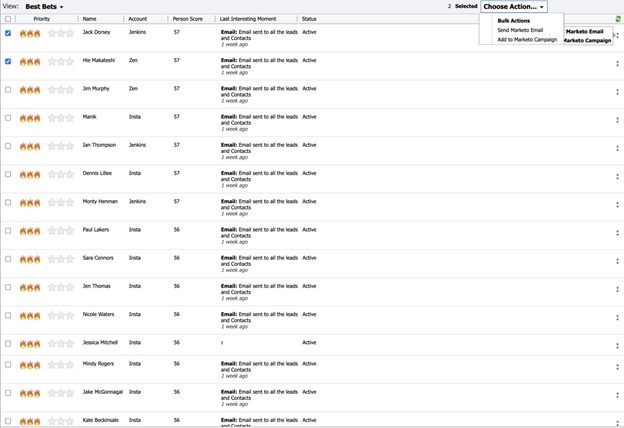 View: Best Bets
2 Selected Choose Action...
Bulk Actions
Send Marketo Email
Add to Marketo Campaign
Marketo Email
Marketo Campaign
Priority Name Account Person Score Last Interesting Moment Status
Jack Dorsey Jenkins 57 Email: Email sent to all the leads Active
and Contacts
1 week ago
Hie Makateshi Zen 57 Email: Email sent to all the leads Active
and Contacts
1 week ago
Jim Murphy Zen 57 Email: Email sent to all the leads Active
and Contacts
1 week ago
Manik Insta 57 Email: Email sent to all the leads Active
and Contacts
1 week ago
Ian Thompson Jenkins 57 Email: Email sent to all the leads Active
and Contacts
1 week ago
Dennis Lillee Insta 57 Email: Email sent to all the leads Active
and Contacts
1 week ago
Monty Henman Jenkins 57 Email: Email sent to all the leads Active
and Contacts
1 week ago
Paul Lakers Insta 56 Email: Email sent to all the leads Active
and Contacts
1 week ago
Sara Connors Insta 56 Email: Email sent to all the leads Active
and Contacts
1 week ago
Jen Thomas Insta 56 Email: Email sent to all the leads Active
and Contacts
1 week ago
Nicole Waters Insta 56 Email: Email sent to all the leads Active
and Contacts
1 week ago
Jessica Mitchell Insta 56 : Active
Mindy Rogers Insta 56 Email: Email sent to all the leads Active
and Contacts
1 week ago
Jake McGonnagal Insta 56 Email: Email sent to all the leads Active
and Contacts
1 week ago
Kate Beckinsale Insta 56 Email: Email sent to all the leads Active
and Contacts